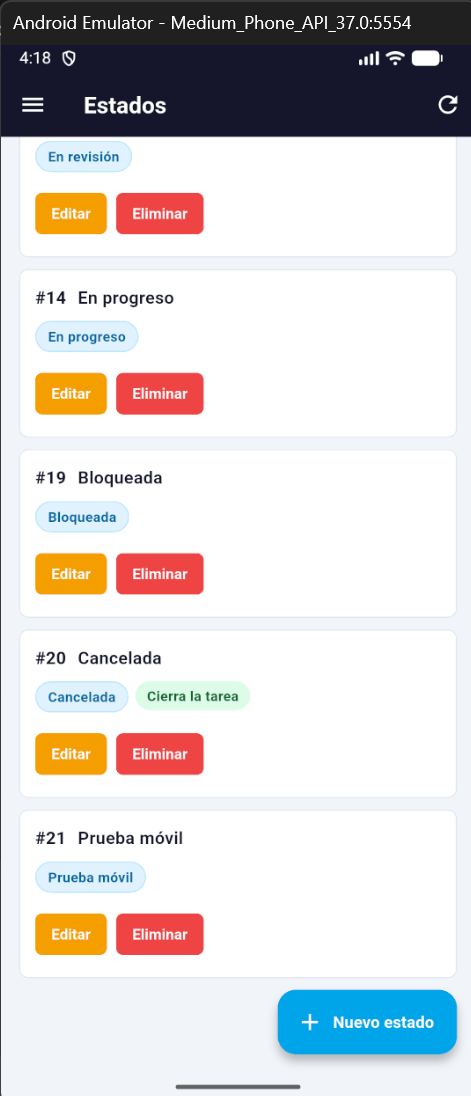 Android Emulator - Medium_Phone_API_37.0:5554
4:18
Estados
En revisión
Editar Eliminar
#14 En progreso
En progreso
Editar Eliminar
#19 Bloqueada
Bloqueada
Editar Eliminar
#20 Cancelada
Cancelada Cierra la tarea
Editar Eliminar
#21 Prueba móvil
Prueba móvil
Editar Eliminar
Nuevo estado